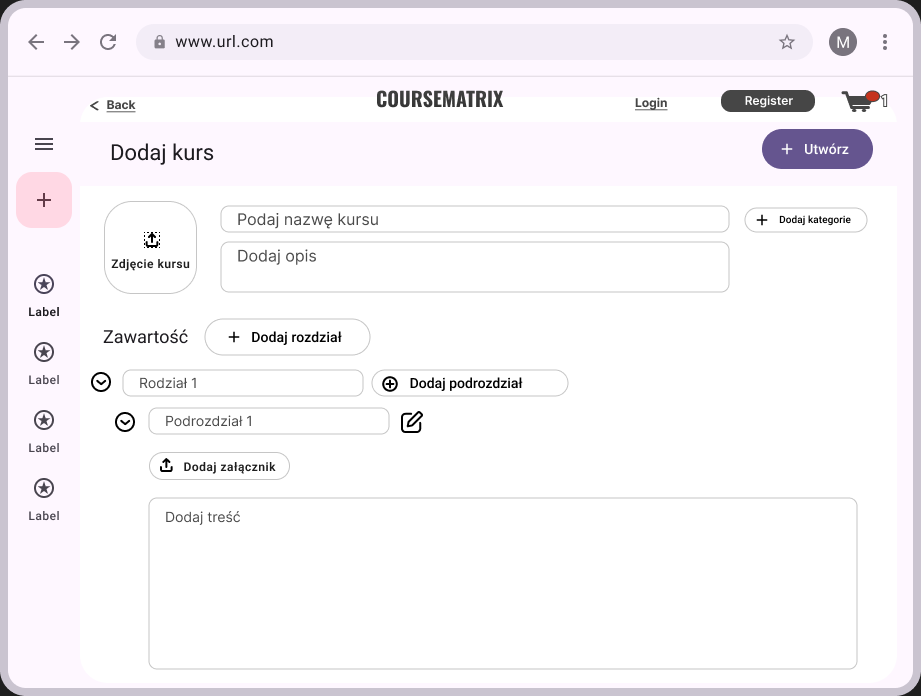 www.url.com
M
Back
COURSEMATRIX
Login
Register
1
Dodaj kurs
+ Utwórz
Zdjęcie kursu
Podaj nazwę kursu
+ Dodaj kategorie
Dodaj opis
Label
Zawartość
+ Dodaj rozdział
Label
Rodział 1
Dodaj podrozdział
Podrozdział 1
Label
Dodaj załącznik
Label
Dodaj treść